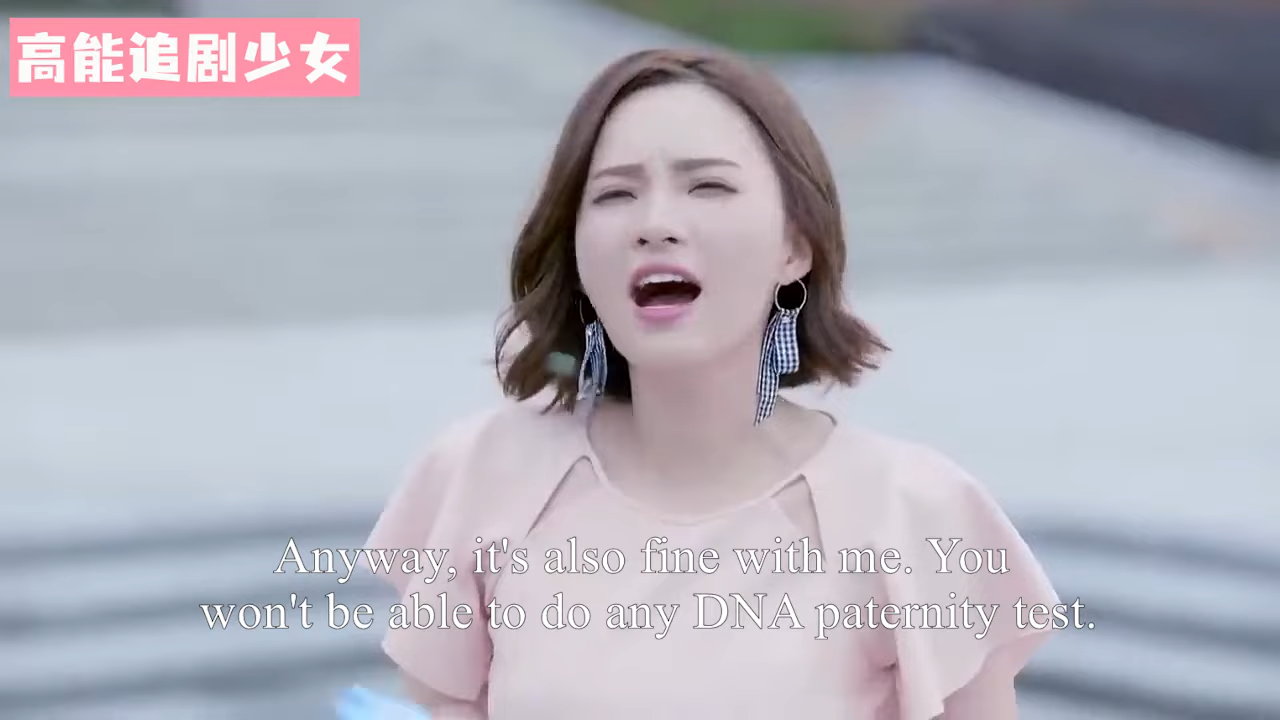 高能追剧少女
Anyway, it's also fine with me. You
won't be able to do any DNA paternity test.